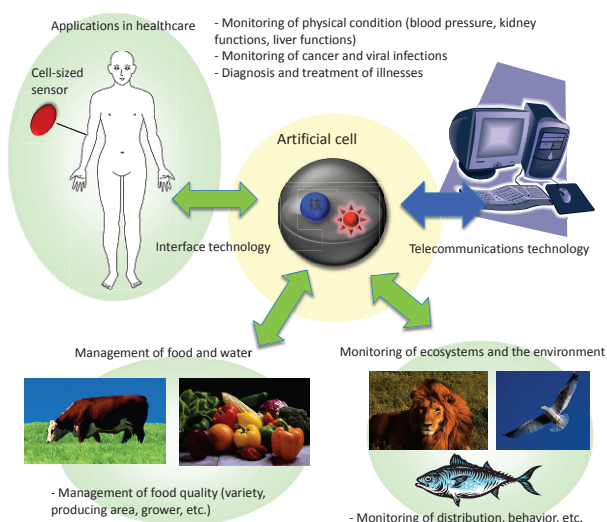 Applications in healthcare
- Monitoring of physical condition (blood pressure, kidney
functions, liver functions)
- Monitoring of cancer and viral infections
- Diagnosis and treatment of illnesses
Cell-sized
sensor
Artificial cell
核
Interface technology
Telecommunications technology
Management of food and water
Monitoring of ecosystems and the environment
- Management of food quality (variety,
producing area, grower, etc.)
- Monitoring of distribution, behavior, etc.